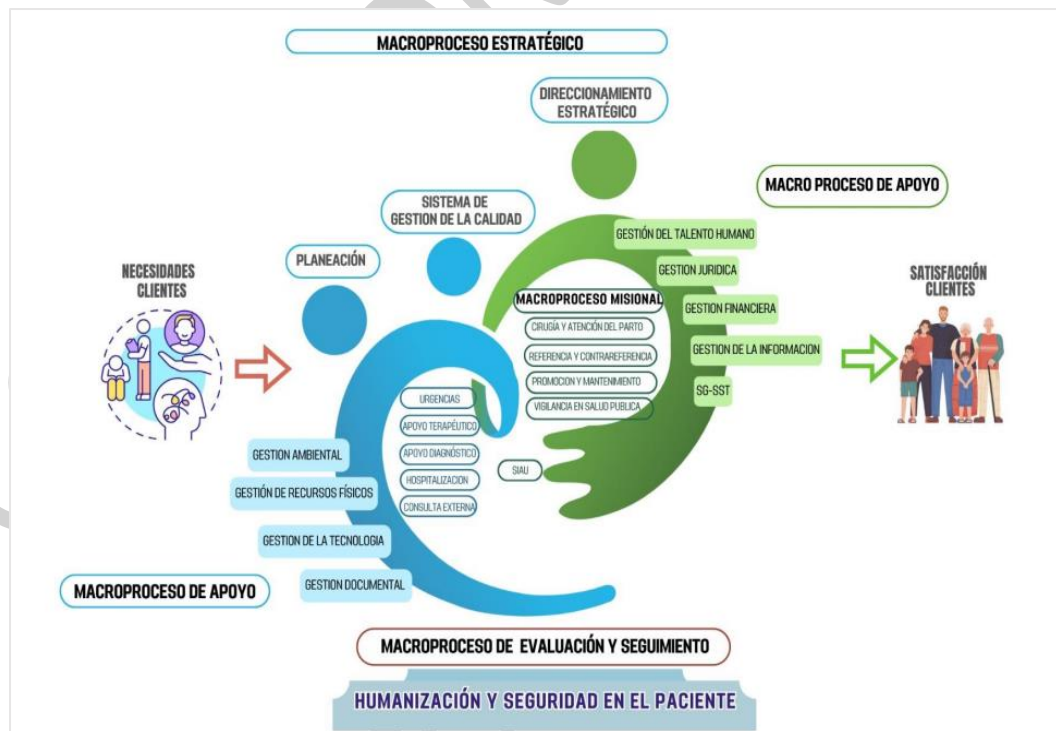 MACROPROCESO ESTRATÉGICO
DIRECCIONAMIENTO
ESTRATÉGICO
MACRO PROCESO DE APOYO
SISTEMA DE
GESTION DE LA CALIDAD
GESTIÓN DEL TALENTO HUMANO
PLANEACIÓN
NECESIDADES
CLIENTES
GESTION JURIDICA
SATISFACCIÓN
CLIENTES
MACROPROCESO MISIONAL
GESTION FINANCIERA
CIRUGÍA Y ATENCIÓN DEL PARTO
REFERENCIA Y CONTRAREFERENCIA
GESTION DE LA INFORMACION
PROMOCION Y MANTENIMIENTO
SG-SST
VIGILANCIA EN SALUD PUBLICA
URGENCIAS
APOYO TERAPÉUTICO
APOYO DIAGNÓSTICO
HOSPITALIZACION
CONSULTA EXTERNA
SIAU
GESTION AMBIENTAL
GESTIÓN DE RECURSOS FÍSICOS
GESTION DE LA TECNOLOGIA
GESTION DOCUMENTAL
MACROPROCESO DE APOYO
MACROPROCESO DE EVALUACIÓN Y SEGUIMIENTO
HUMANIZACIÓN Y SEGURIDAD EN EL PACIENTE